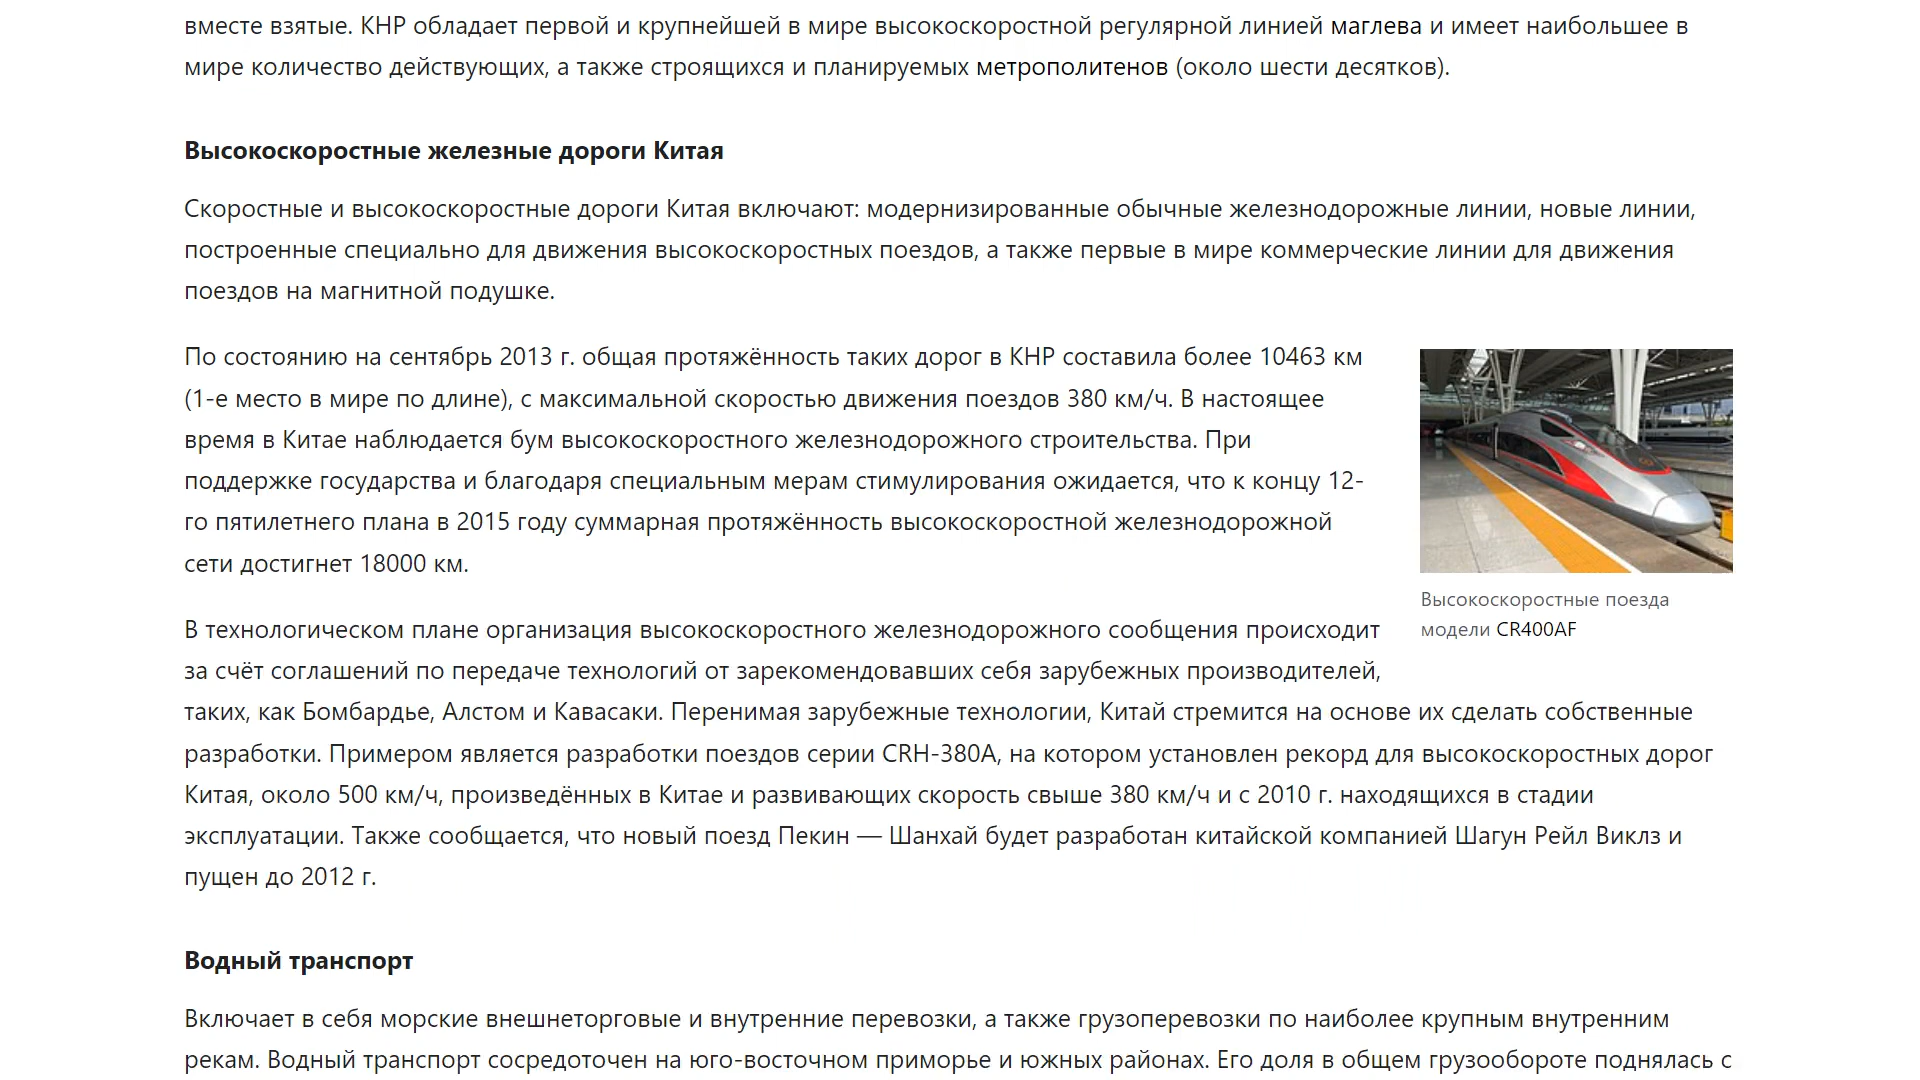 вместе взятые. КНР обладает первой и крупнейшей в мире высокоскоростной регулярной линией маглева и имеет наибольшее в
мире количество действующих, а также строящихся и планируемых метрополитенов (около шести десятков).
Высокоскоростные железные дороги Китая
Скоростные и высокоскоростные дороги Китая включают: модернизированные обычные железнодорожные линии, новые линии,
построенные специально для движения высокоскоростных поездов, а также первые в мире коммерческие линии для движения
поездов на магнитной подушке.
По состоянию на сентябрь 2013 г. общая протяжённость таких дорог в КНР составила более 10463 км
(1-е место в мире по длине), с максимальной скоростью движения поездов 380 км/ч. В настоящее
время в Китае наблюдается бум высокоскоростного железнодорожного строительства. При
поддержке государства и благодаря специальным мерам стимулирования ожидается, что к концу 12-
го пятилетнего плана в 2015 году суммарная протяжённость высокоскоростной железнодорожной
сети достигнет 18000 км.
Высокоскоростные поезда
модели CR400AF
В технологическом плане организация высокоскоростного железнодорожного сообщения происходит
за счёт соглашений по передаче технологий от зарекомендовавших себя зарубежных производителей,
таких, как Бомбардье, Алстом и Кавасаки. Перенимая зарубежные технологии, Китай стремится на основе их сделать собственные
разработки. Примером является разработки поездов серии CRH-380A, на котором установлен рекорд для высокоскоростных дорог
Китая, около 500 км/ч, произведённых в Китае и развивающих скорость свыше 380 км/ч и с 2010 г. находящихся в стадии
эксплуатации. Также сообщается, что новый поезд Пекин — Шанхай будет разработан китайской компанией Шагун Рейл Виклз и
пущен до 2012 г.
Водный транспорт
Включает в себя морские внешнеторговые и внутренние перевозки, а также грузоперевозки по наиболее крупным внутренним
рекам. Водный транспорт сосредоточен на юго-восточном приморье и южных районах. Его доля в общем грузообороте поднялась с